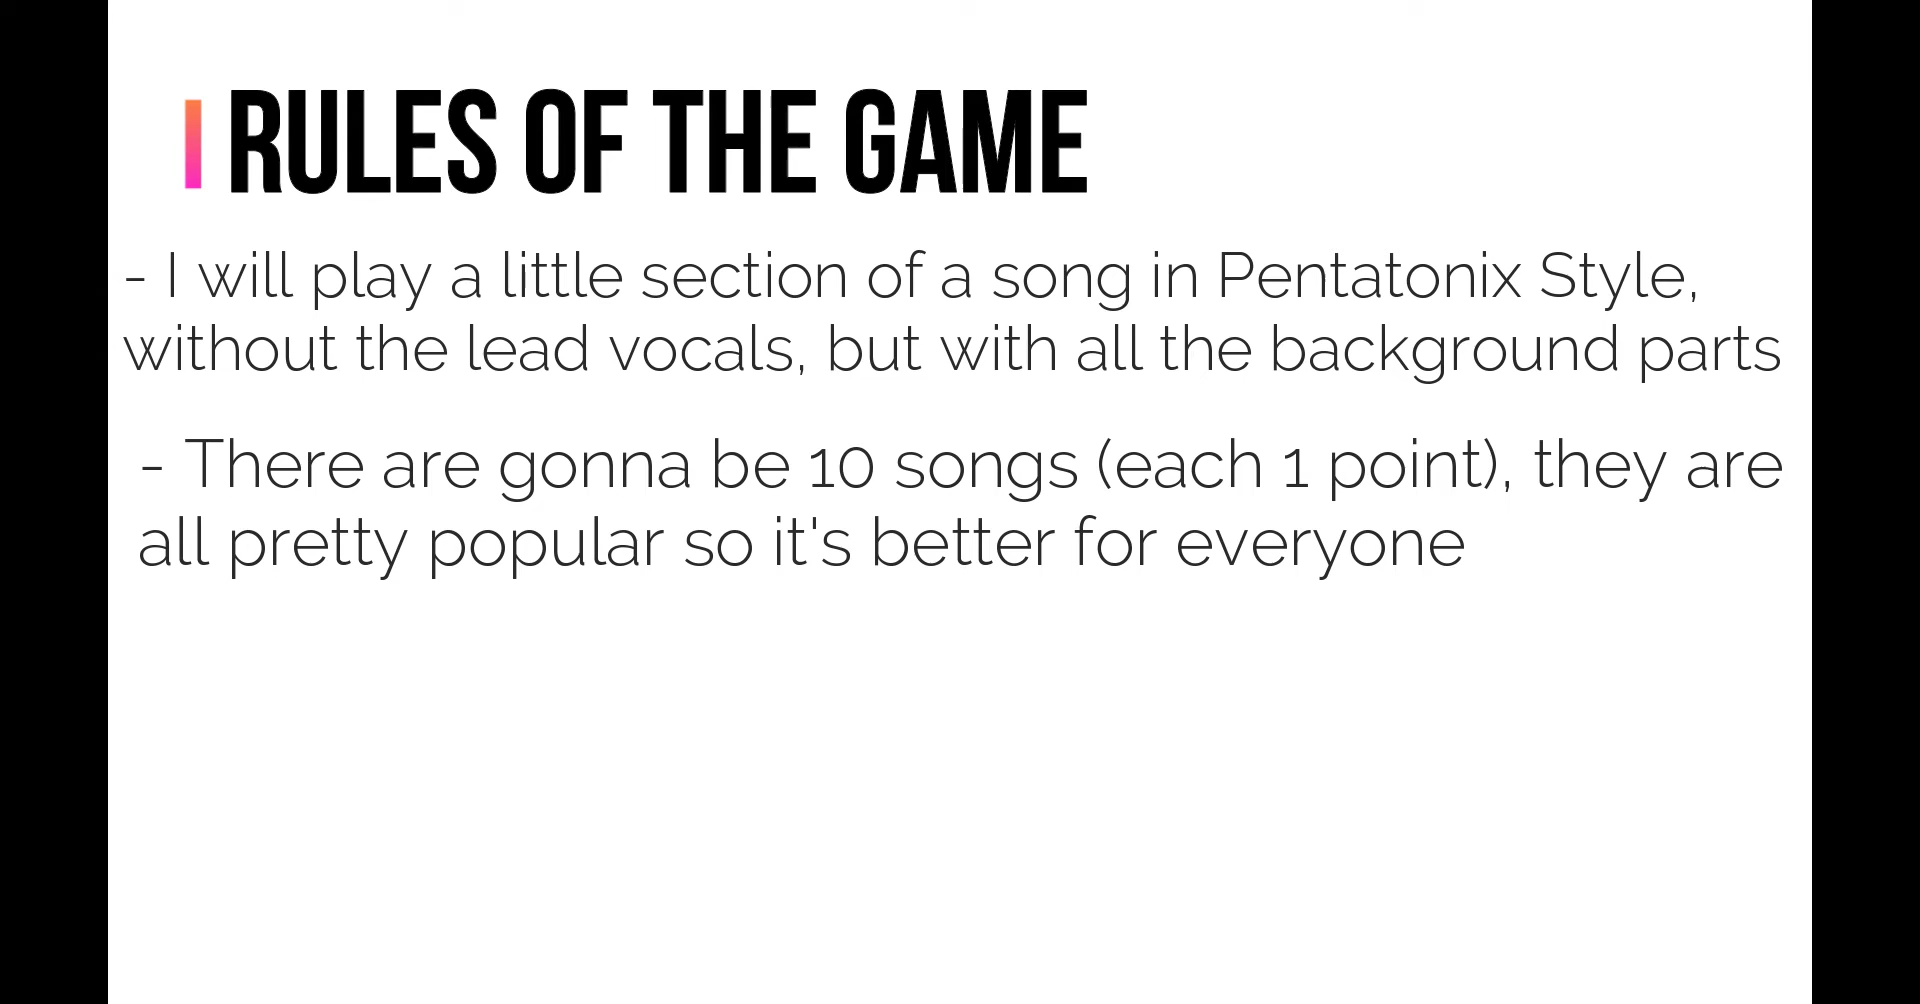 RULES OF THE GAME
- I will play a little section of a song in Pentatonix Style,
without the lead vocals, but with all the background parts
- There are gonna be 10 songs (each 1 point), they are
all pretty popular so it's better for everyone